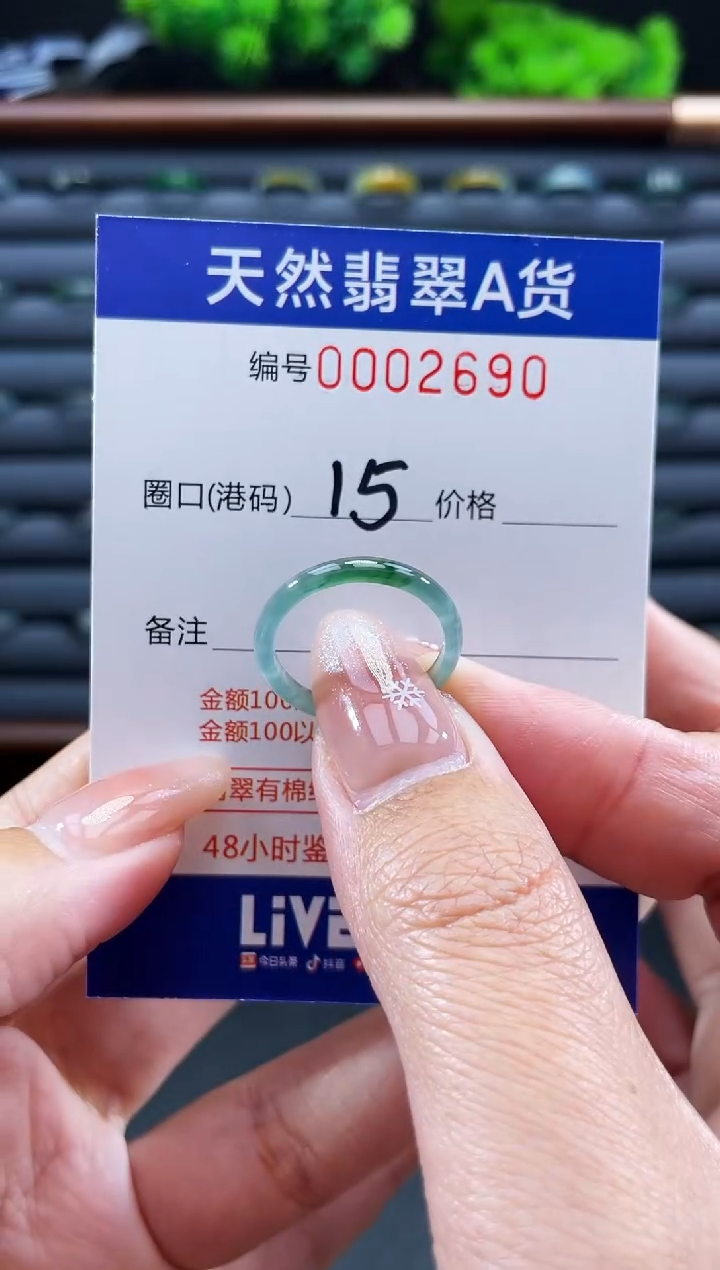 天然翡翠A货
编号0002690
圈口(港码) 15 价格
备注
金额100
金额100以
翠有棉
48小时鉴
LiVE
今日头条 抖音